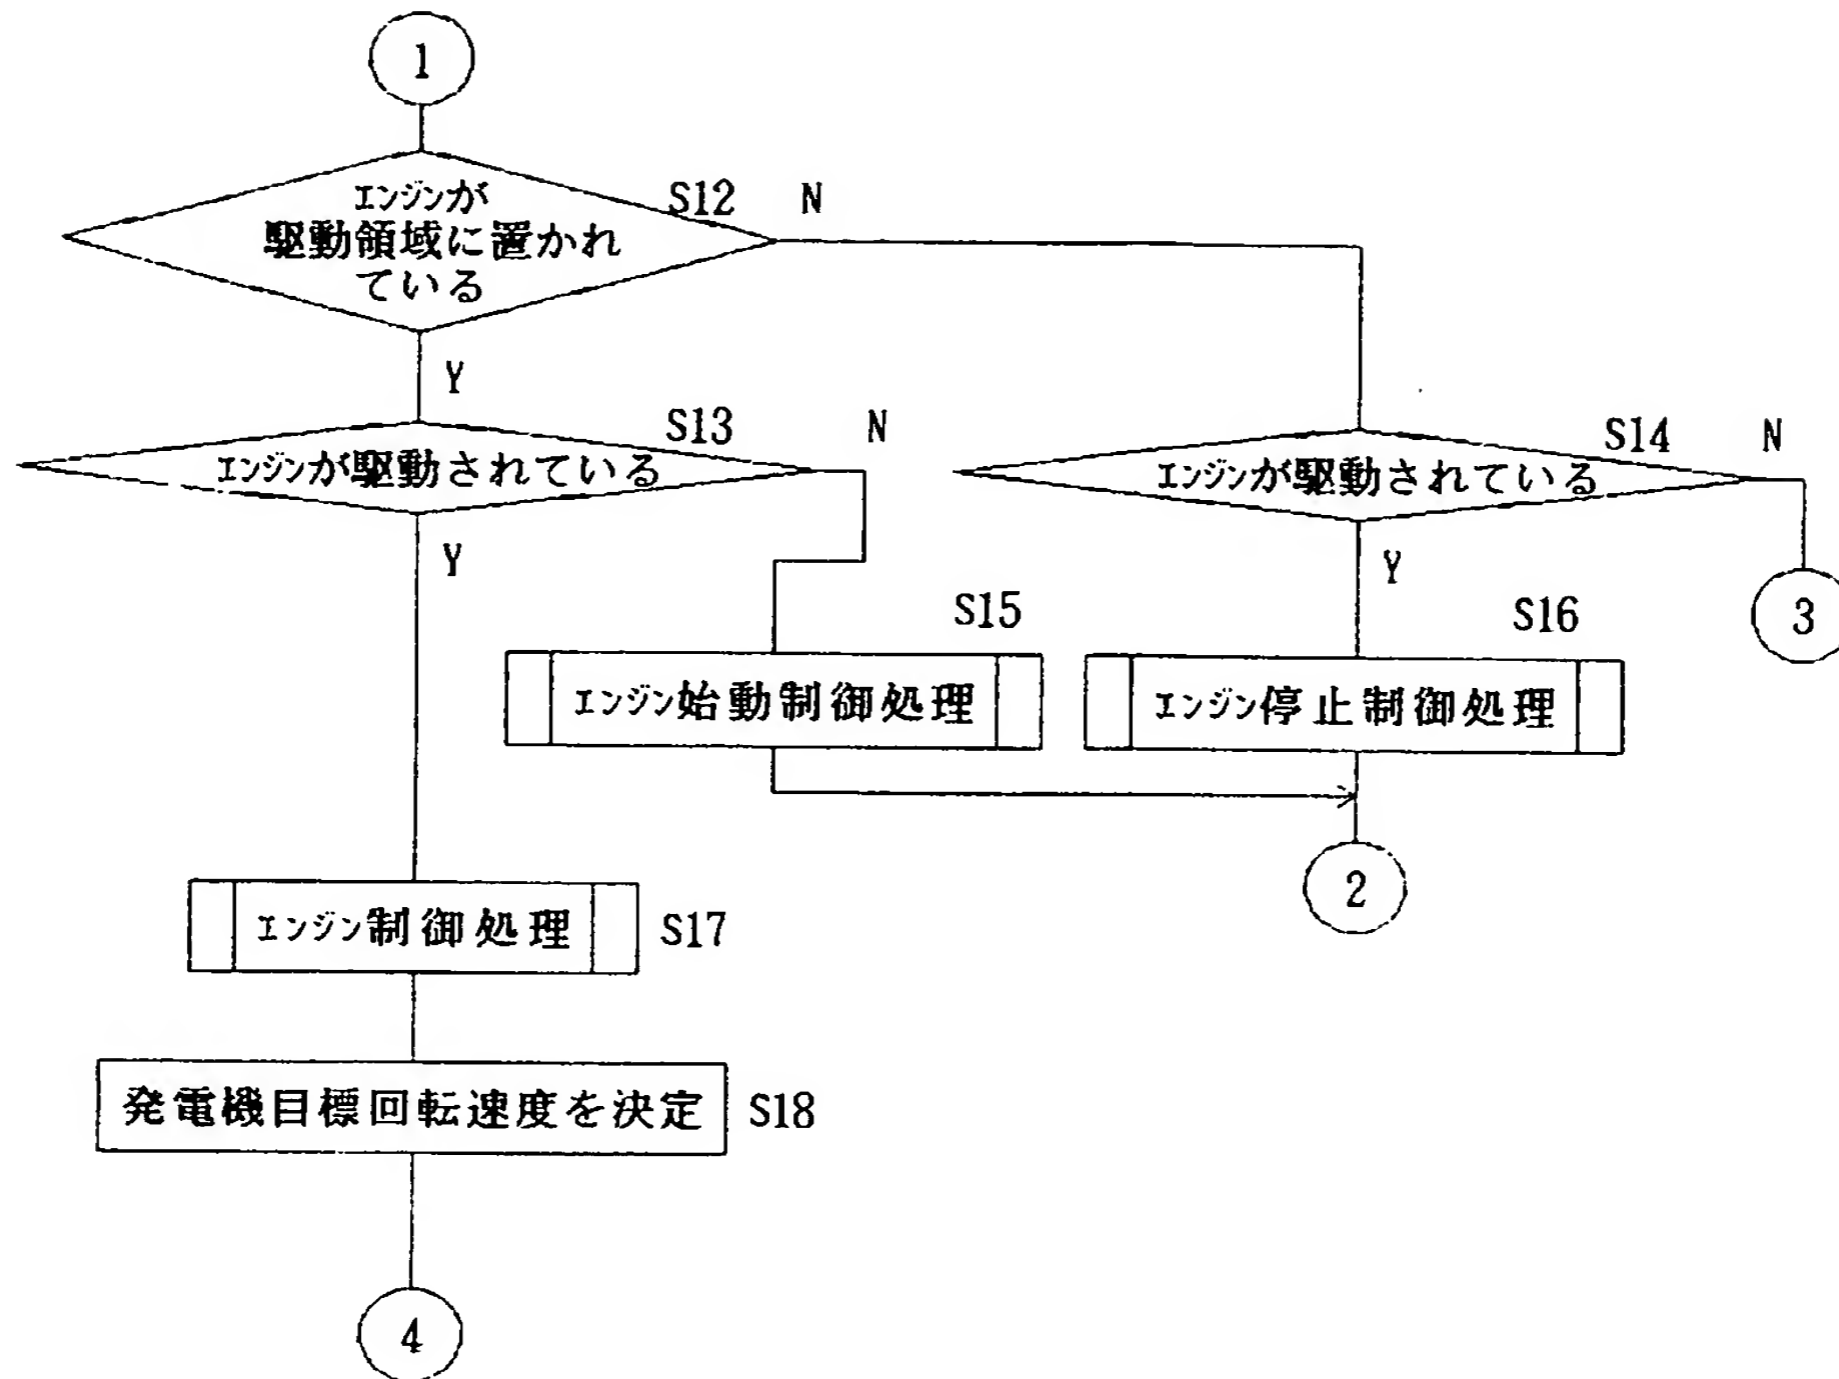 1
エンジンが
駆動領域に置かれ
ている
S12
N
Y
エンジンが駆動されている
S13
N
エンジンが駆動されている
S14
N
Y
Y
3
S15
エンジン始動制御処理
S16
エンジン停止制御処理
2
エンジン制御処理
S17
発電機目標回転速度を決定
S18
4